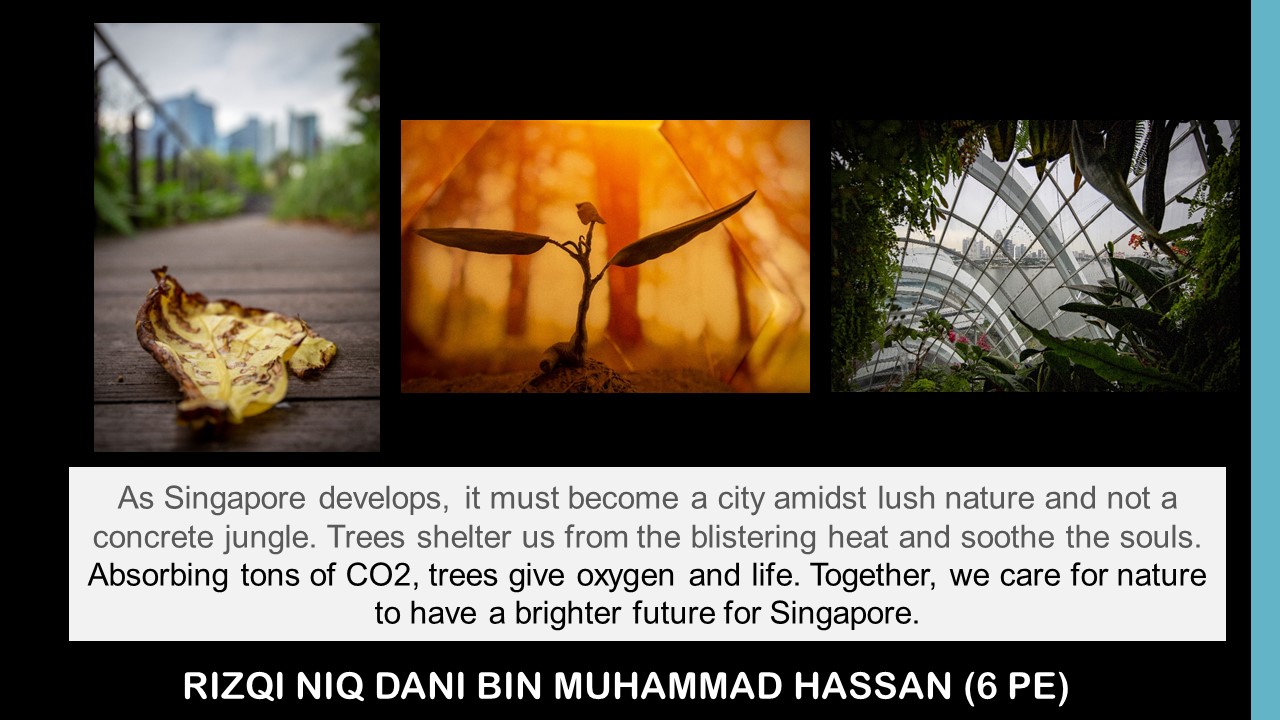 As Singapore develops, it must become a city amidst lush nature and not a
concrete jungle. Trees shelter us from the blistering heat and soothe the souls.
Absorbing tons of CO2, trees give oxygen and life. Together, we care for nature
to have a brighter future for Singapore.
RIZQI NIQ DANI BIN MUHAMMAD HASSAN (6 PE)